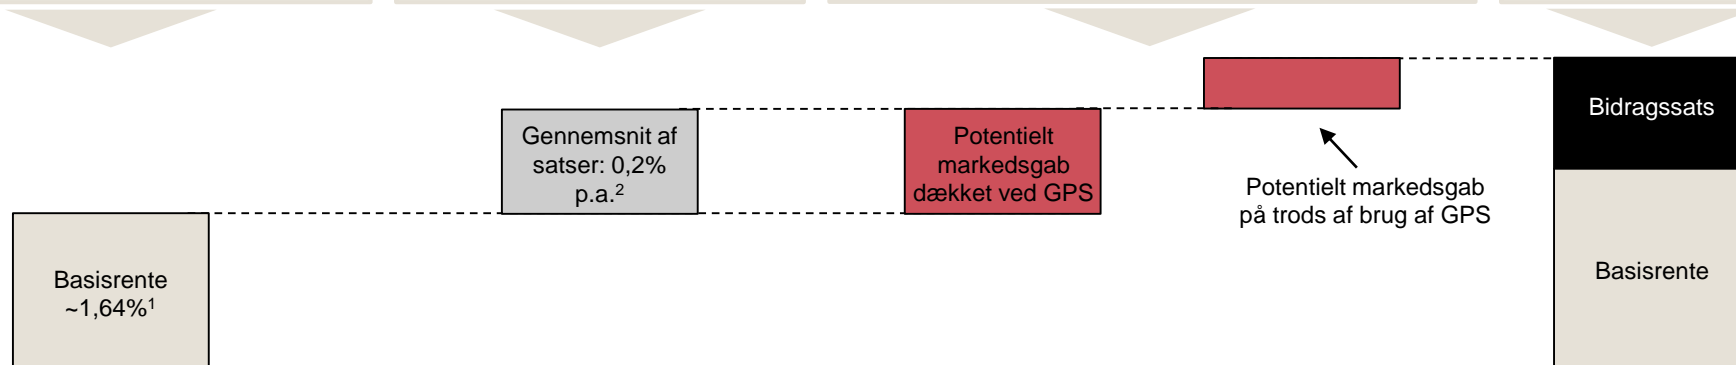 Basisrente
~1,64%¹
Gennemsnit af
satser: 0,2%
p.a.²
Potentielt
markedsgab
dækket ved GPS
Potentielt markedsgab
på trods af brug af GPS
Bidragssats
Basisrente